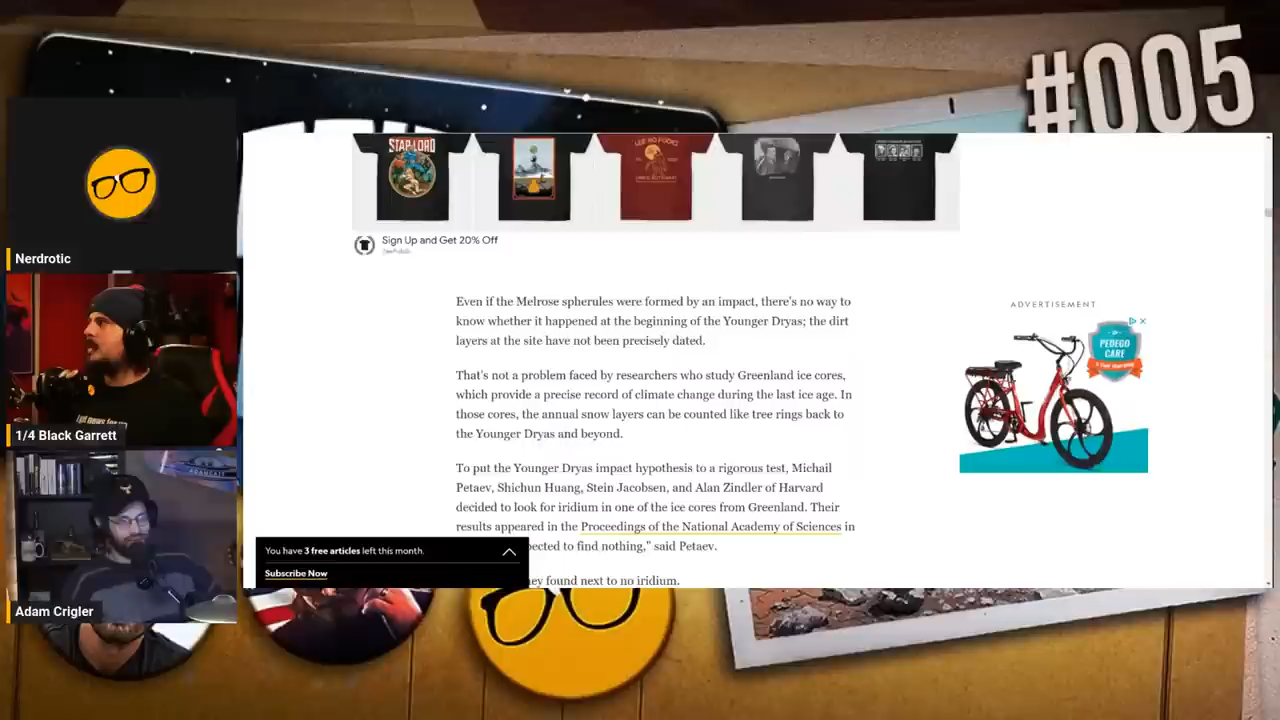 #005
STAR-LORD
Sign Up and Get 20% Off
TeePublic
Nerdrotic
Even if the Melrose spherules were formed by an impact, there's no way to
know whether it happened at the beginning of the Younger Dryas; the dirt
layers at the site have not been precisely dated.
ADVERTISEMENT
PEDEGO
CARE
That's not a problem faced by researchers who study Greenland ice cores,
which provide a precise record of climate change during the last ice age. In
those cores, the annual snow layers can be counted like tree rings back to
the Younger Dryas and beyond.
1/4 Black Garrett
To put the Younger Dryas impact hypothesis to a rigorous test, Michail
Petaev, Shichun Huang, Stein Jacobsen, and Alan Zindler of Harvard
decided to look for iridium in one of the ice cores from Greenland. Their
results appeared in the Proceedings of the National Academy of Sciences in
pected to find nothing," said Petaev.
ey found next to no iridium.
You have 3 free articles left this month.
Subscribe Now
Adam Crigler